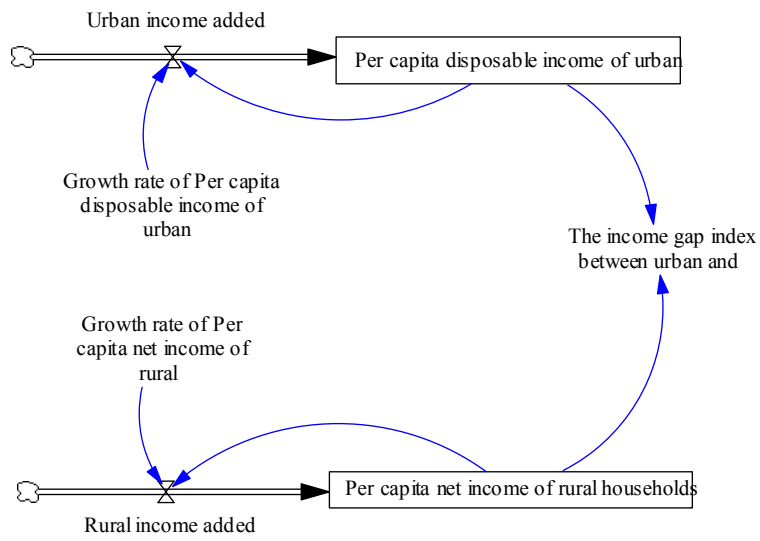 Urban income added
Per capita disposable income of urban
Growth rate of Per capita
disposable income of
urban
The income gap index
between urban and
Growth rate of Per
capita net income of
rural
Per capita net income of rural households
Rural income added